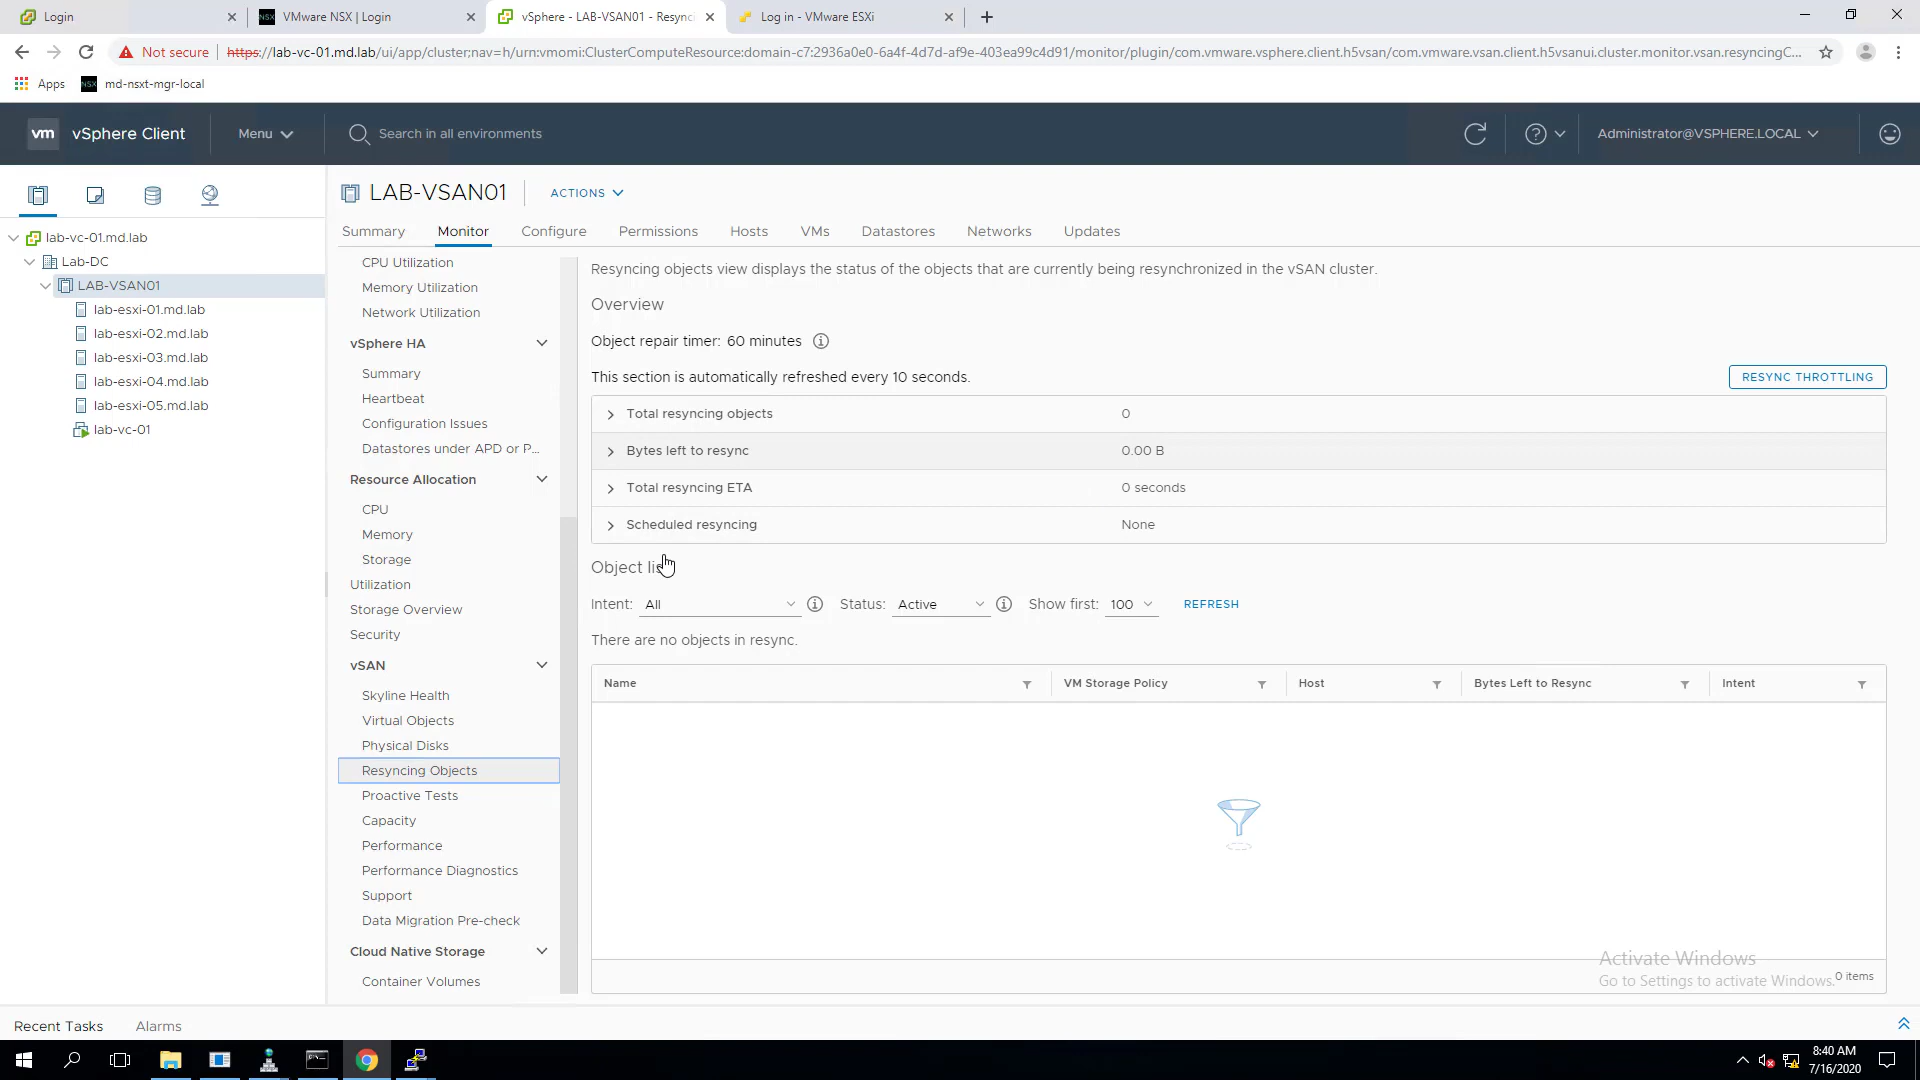 Login
VMware NSX | Login
vSphere - LAB-VSAN01 - Resynci
Log in - VMware ESXi
Not secure
https://lab-vc-01.md.lab/ui/app/cluster;nav=h/urn:vmomi:ClusterComputeResource:domain-c7:2936a0e0-6a4f-4d7d-af9e-403ea99c4d91/monitor/plugin/com.vmware.vsphere.client.h5vsan/com.vmware.vsan.client.h5vsanui.cluster.monitor.vsan.resyncingC...
Apps
NSX
md-nsxt-mgr-local
vm
vSphere Client
Menu
Search in all environments
Administrator@VSPHERE.LOCAL
lab-vc-01.md.lab
Lab-DC
LAB-VSAN01
lab-esxi-01.md.lab
lab-esxi-02.md.lab
lab-esxi-03.md.lab
lab-esxi-04.md.lab
lab-esxi-05.md.lab
lab-vc-01
LAB-VSAN01
ACTIONS
Summary
Monitor
Configure
Permissions
Hosts
VMs
Datastores
Networks
Updates
CPU Utilization
Memory Utilization
Network Utilization
vSphere HA
Summary
Heartbeat
Configuration Issues
Datastores under APD or P...
Resource Allocation
CPU
Memory
Storage
Utilization
Storage Overview
Security
vSAN
Skyline Health
Virtual Objects
Physical Disks
Resyncing Objects
Proactive Tests
Capacity
Performance
Performance Diagnostics
Support
Data Migration Pre-check
Cloud Native Storage
Container Volumes
Resyncing objects view displays the status of the objects that are currently being resynchronized in the vSAN cluster.
Overview
Object repair timer: 60 minutes
This section is automatically refreshed every 10 seconds.
RESYNC THROTTLING
Total resyncing objects 0
Bytes left to resync 0.00 B
Total resyncing ETA 0 seconds
Scheduled resyncing None
Object list
Intent: All Status: Active Show first: 100 REFRESH
There are no objects in resync.
Name VM Storage Policy Host Bytes Left to Resync Intent
Activate Windows
Go to Settings to activate Windows.
0 items
Recent Tasks
Alarms
8:40 AM
7/16/2020